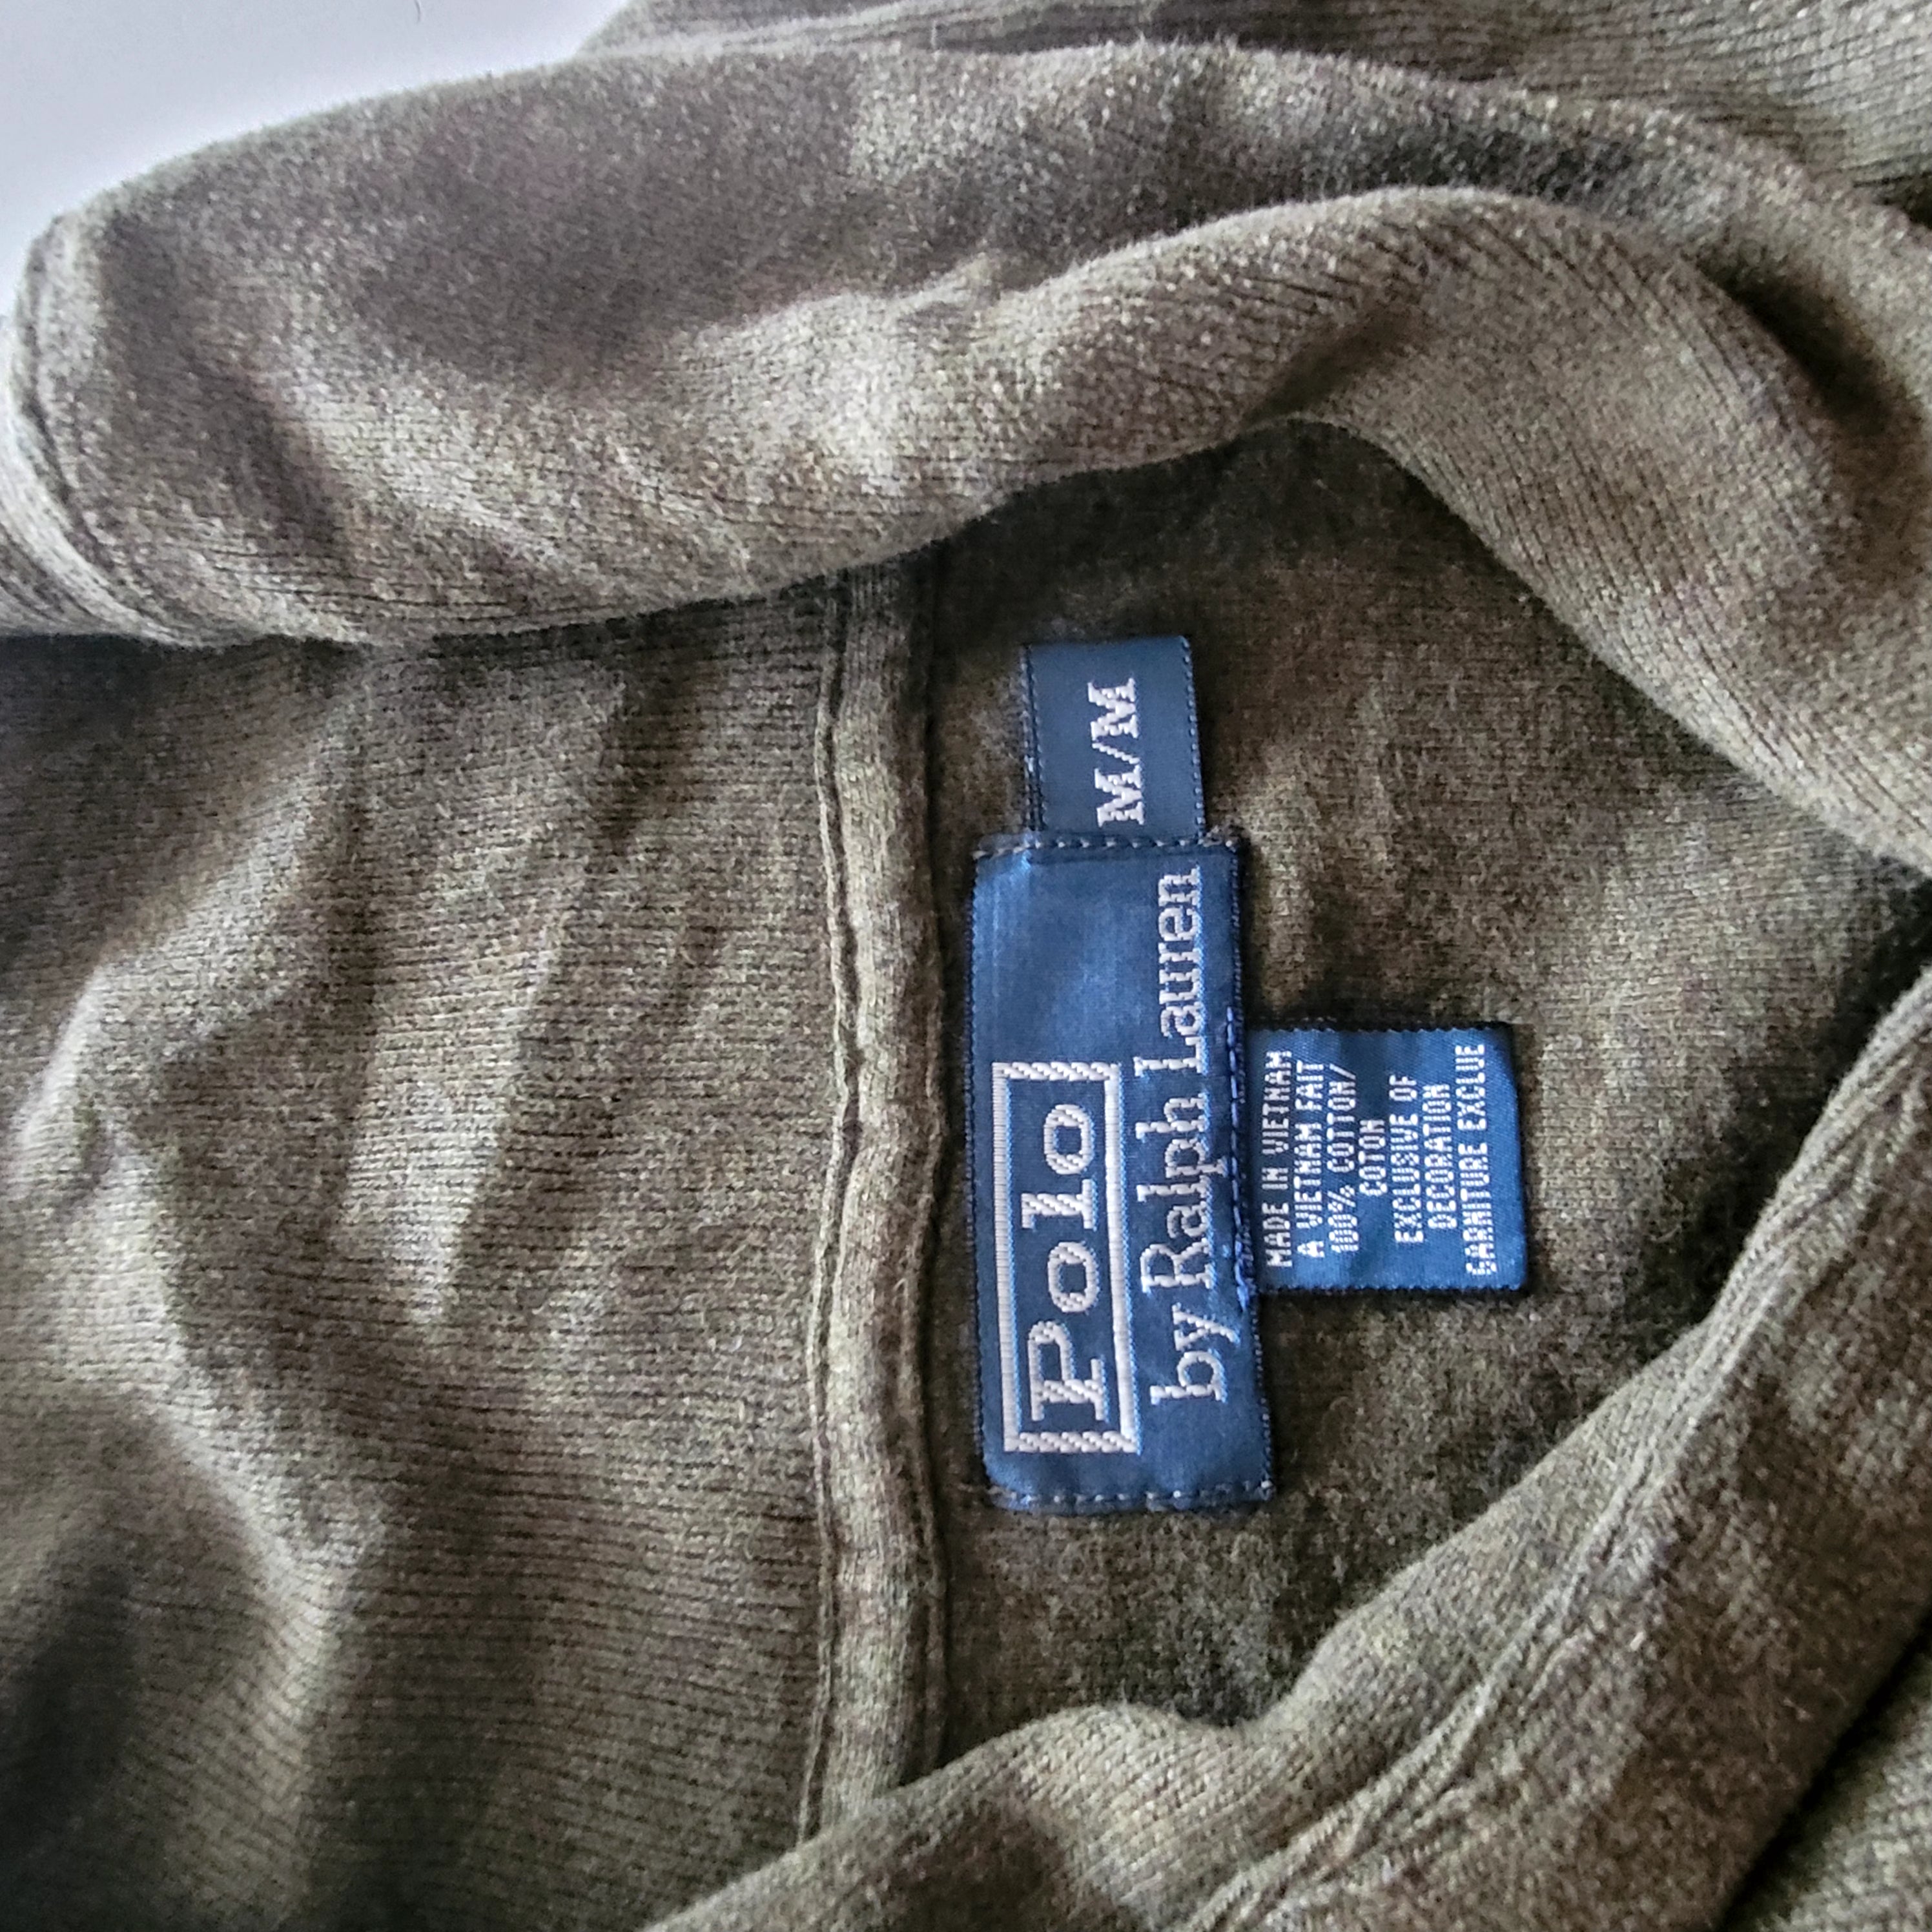 Polo
by Ralph Lauren
M/M
MADE IN VIETNAM
A VIETNAM FAIT
100% COTTON/
COTON
EXCLUSIVE OF
DECORATION
GARNITURE EXCLUE